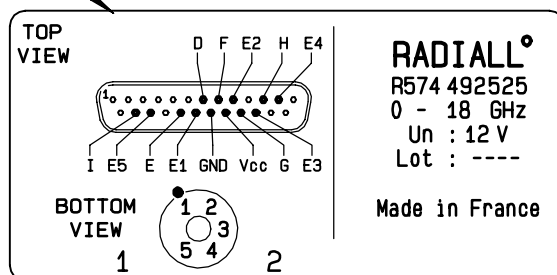 TOP
VIEW
D F E2 H E4
1
I E5 E E1 GND Vcc G E3
BOTTOM
VIEW
1 2
3
5 4
1 2
RADIALL°
R574 492525
0 - 18 GHz
Un : 12 V
Lot : ----
Made in France